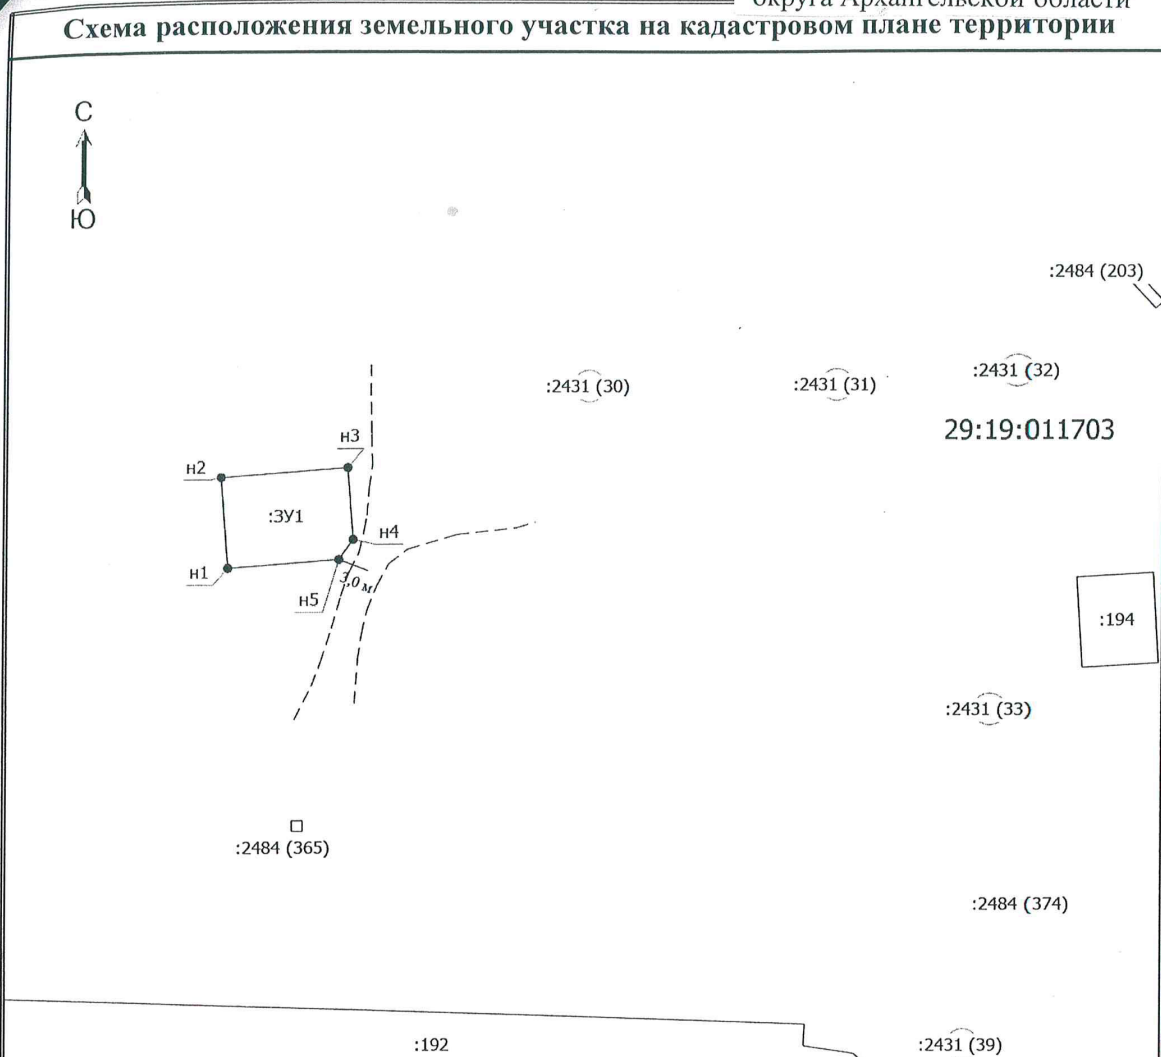 округа Архангельской области
Схема расположения земельного участка на кадастровом плане территории
С
Ю
:2484 (203)
:2431 (30)
:2431 (31)
:2431 (32)
29:19:011703
н3
н2
:ЗУ1
н4
н1
3,0 м
н5
:194
:2431 (33)
:2484 (365)
:2484 (374)
:192
:2431 (39)